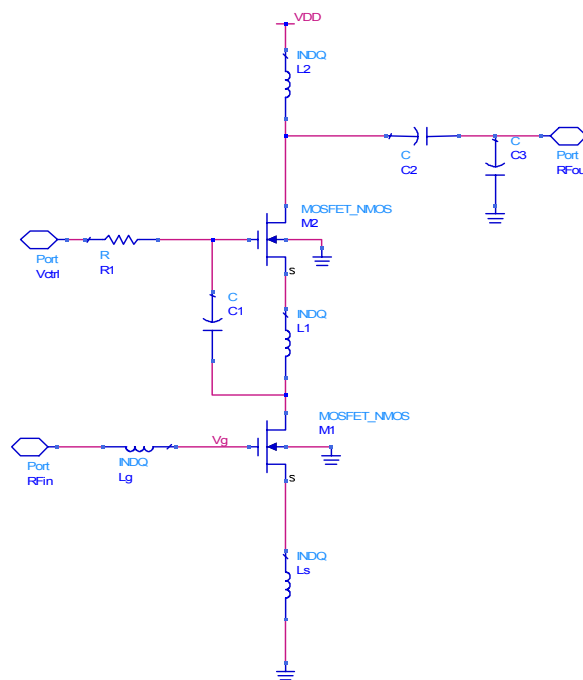 VDD
INDQ
L2
C
C2
C
C3
Port
RFou
MOSFET_NMOS
M2
Port
Vctrl
R
R1
S
C
C1
INDQ
L1
MOSFET_NMOS
M1
Port
RFin
INDQ
Lg
Vg
S
INDQ
Ls